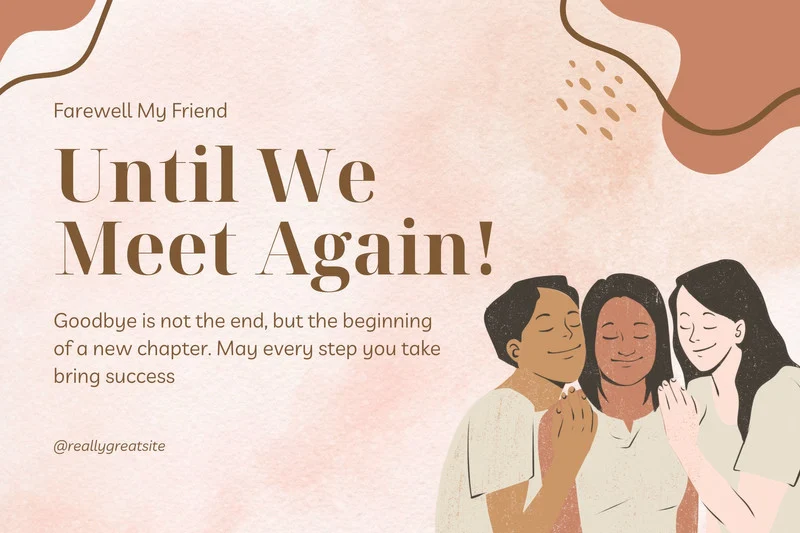 Farewell My Friend
Until We
Meet Again!
Goodbye is not the end, but the beginning
of a new chapter. May every step you take
bring success
@reallygreatsite